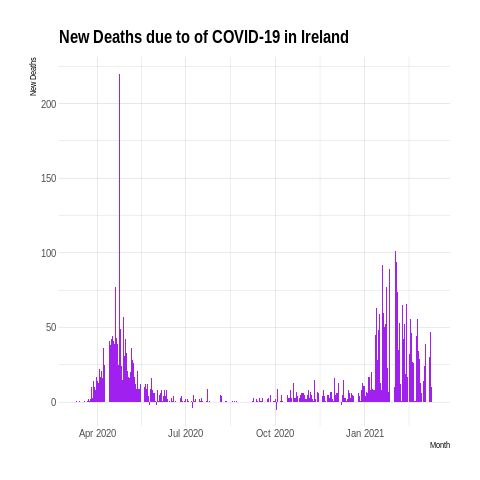 New Deaths due to of COVID-19 in Ireland
New Deaths
200
150
100
50
0
Apr 2020
Jul 2020
Oct 2020
Jan 2021
Month